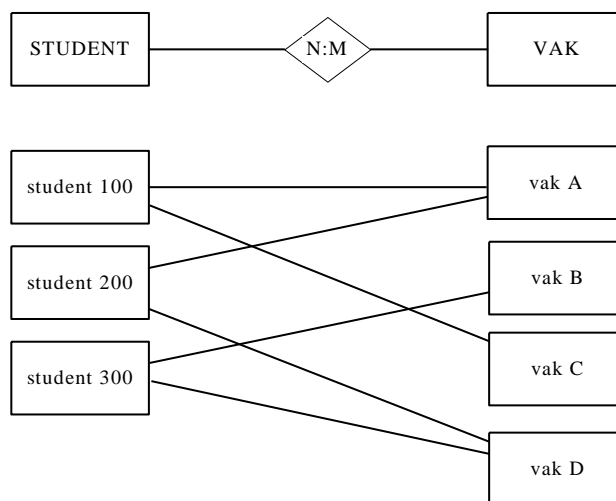 STUDENT
N:M
VAK
student 100
vak A
student 200
vak B
student 300
vak C
vak D